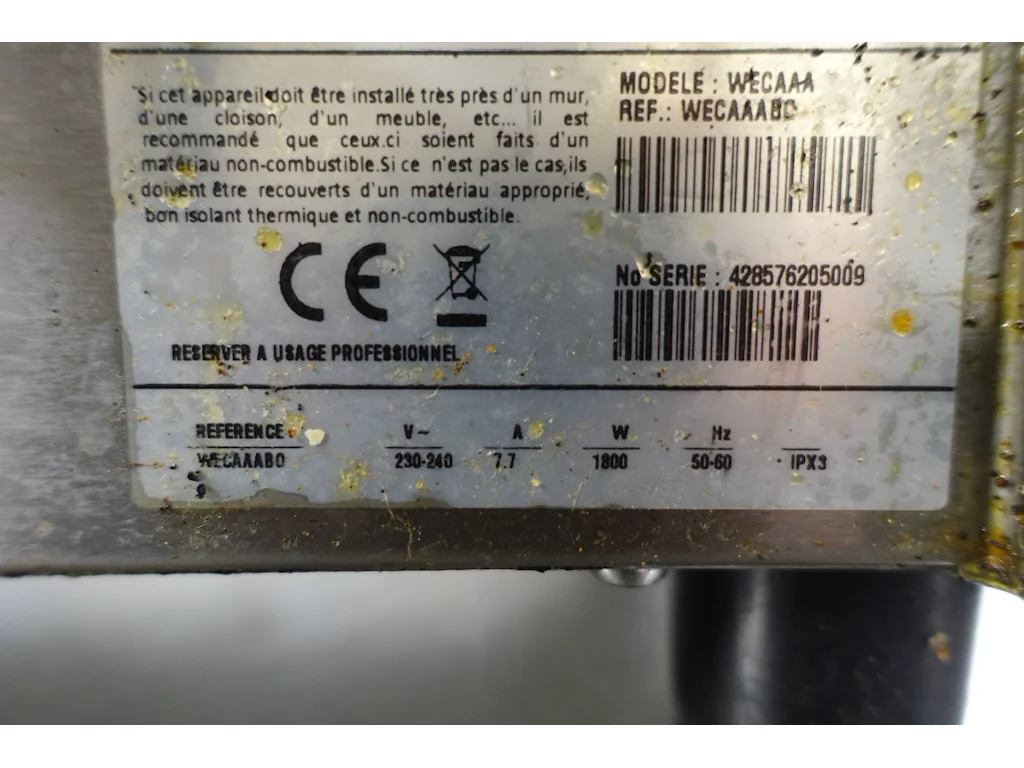 Si cet appareil doit être installé très près d'un mur,
d'une cloison, d'un meuble, etc... il est
recommandé que ceux.ci soient faits d'un
matériau non-combustible.Si ce n'est pas le cas,ils
doivent être recouverts d'un matériau approprié,
bon isolant thermique et non-combustible.
CE
RESERVER A USAGE PROFESSIONNEL
MODELE : WECAAA
REF.: WECAAABO
No SERIE : 428576205009
REFERENCE V~ A W Hz
WECAAABO 230-240 7.7 1800 50-60 IPX3